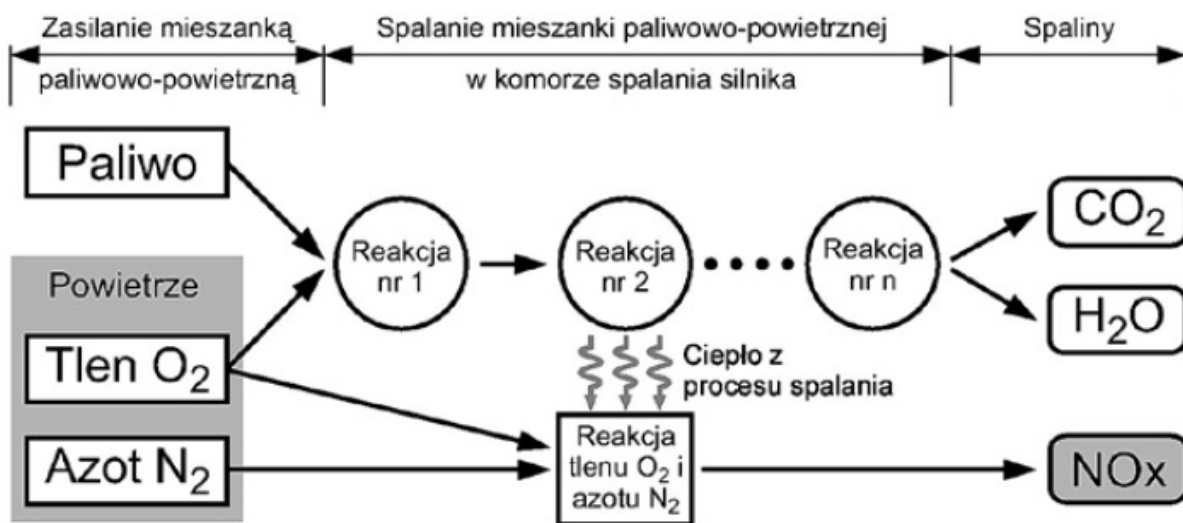 Zasilanie mieszanką
paliwowo-powietrzną
Spalanie mieszanki paliwowo-powietrznej
w komorze spalania silnika
Spaliny
Paliwo
Powietrze
Tlen O₂
Azot N₂
Reakcja
nr 1
Reakcja
nr 2
Reakcja
nr n
Ciepło z
procesu spalania
Reakcja
tlenu O₂ i
azotu N₂
CO₂
H₂O
NOx